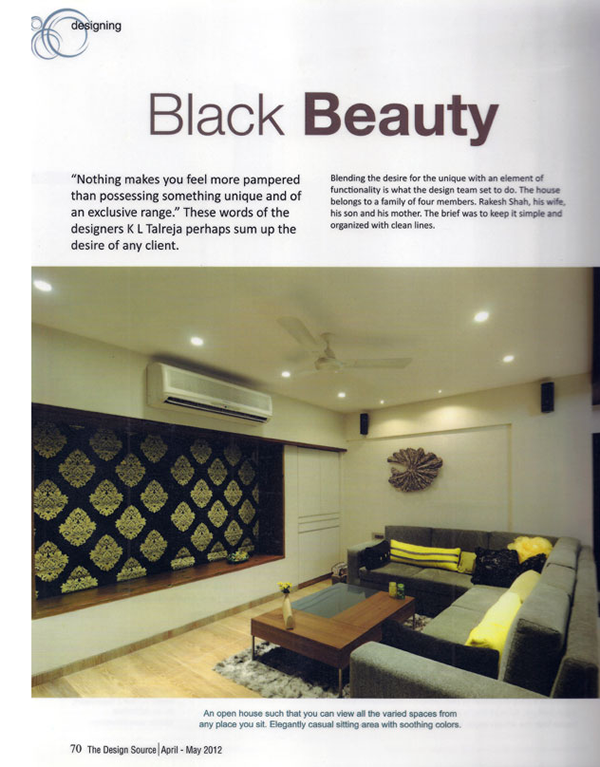 designing
Black Beauty
“Nothing makes you feel more pampered
than possessing something unique and of
an exclusive range.” These words of the
designers K L Talreja perhaps sum up the
desire of any client.
Blending the desire for the unique with an element of
functionality is what the design team set to do. The house
belongs to a family of four members. Rakesh Shah, his wife,
his son and his mother. The brief was to keep it simple and
organized with clean lines.
An open house such that you can view all the varied spaces from
any place you sit. Elegantly casual sitting area with soothing colors.
70 The Design Source | April - May 2012